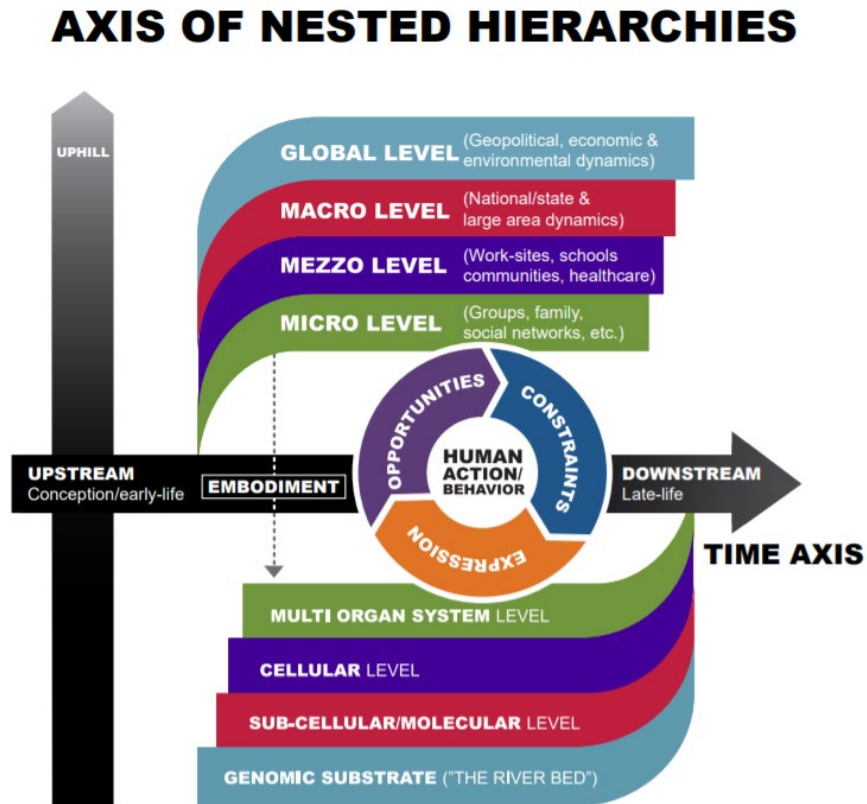 AXIS OF NESTED HIERARCHIES
UPHILL
GLOBAL LEVEL (Geopolitical, economic &
environmental dynamics)
MACRO LEVEL (National/state &
large area dynamics)
MEZZO LEVEL (Work-sites, schools
communities, healthcare)
MICRO LEVEL (Groups, family,
social networks, etc.)
OPPORTUNITIES
CONSTRAINTS
EXPRESSION
HUMAN
ACTION/
BEHAVIOR
UPSTREAM
Conception/early-life
EMBODIMENT
DOWNSTREAM
Late-life
TIME AXIS
MULTI ORGAN SYSTEM LEVEL
CELLULAR LEVEL
SUB-CELLULAR/MOLECULAR LEVEL
GENOMIC SUBSTRATE ("THE RIVER BED")